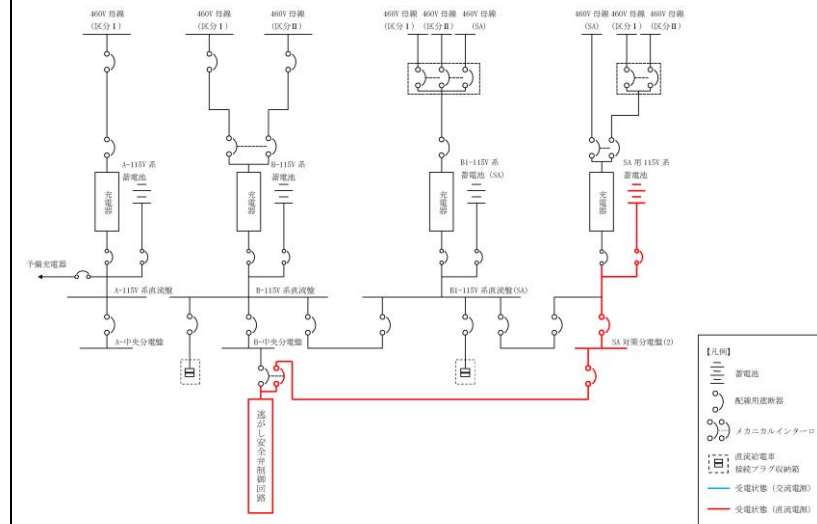 460V 母線
(区分Ⅰ)
460V 母線
(区分Ⅰ)
460V 母線
(区分Ⅱ)
460V 母線
(区分Ⅰ)
460V 母線
(区分Ⅱ)
460V 母線
(SA)
460V 母線
(SA)
460V 母線
(区分Ⅰ)
460V 母線
(区分Ⅱ)
A-115V 系
蓄電池
充電器
B-115V 系
蓄電池
充電器
B1-115V 系
蓄電池 (SA)
充電器
SA 用 115V 系
蓄電池
充電器
予備充電器
A-115V 系直流盤
B-115V 系直流盤
B1-115V 系直流盤(SA)
A-中央分電盤
B-中央分電盤
SA 対策分電盤(2)
逃がし安全弁制御回路
【凡例】
蓄電池
配線用遮断器
メカニカルインターロ
直流給電車
接続プラグ収納箱
受電状態 (交流電源)
受電状態 (直流電源)